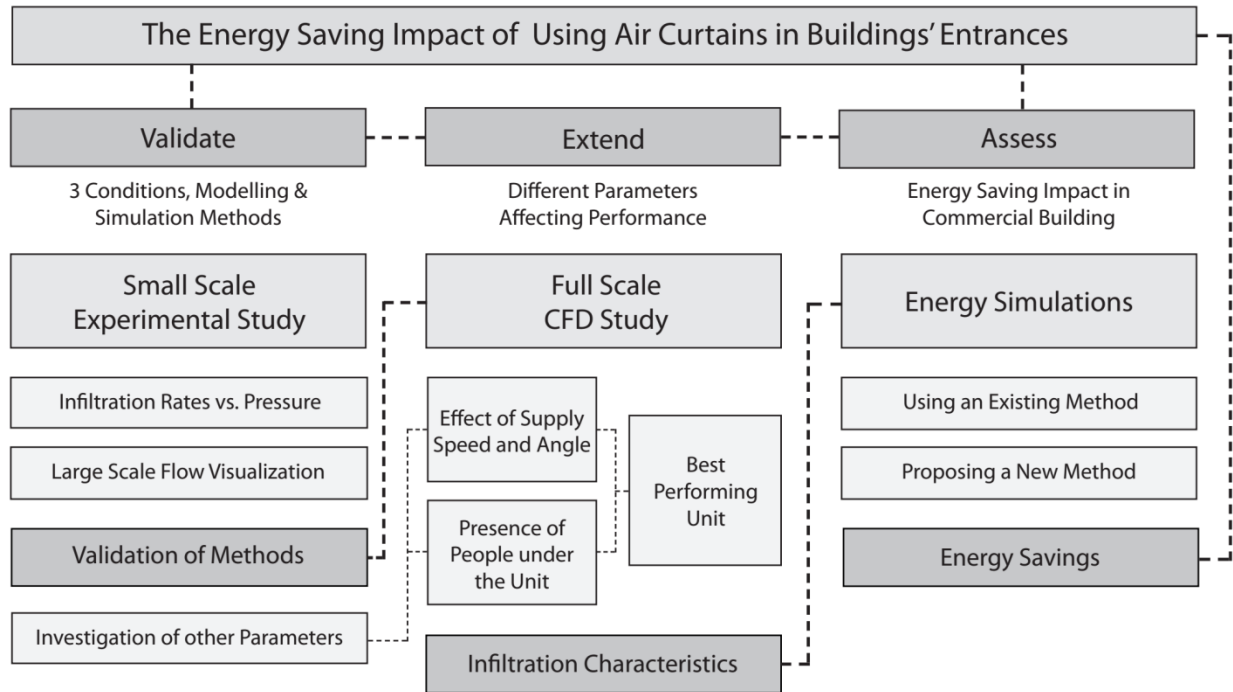 The Energy Saving Impact of Using Air Curtains in Buildings' Entrances
Validate
Extend
Assess
3 Conditions, Modelling &
Simulation Methods
Different Parameters
Affecting Performance
Energy Saving Impact in
Commercial Building
Small Scale
Experimental Study
Full Scale
CFD Study
Energy Simulations
Infiltration Rates vs. Pressure
Large Scale Flow Visualization
Validation of Methods
Investigation of other Parameters
Effect of Supply
Speed and Angle
Presence of
People under
the Unit
Best
Performing
Unit
Infiltration Characteristics
Using an Existing Method
Proposing a New Method
Energy Savings